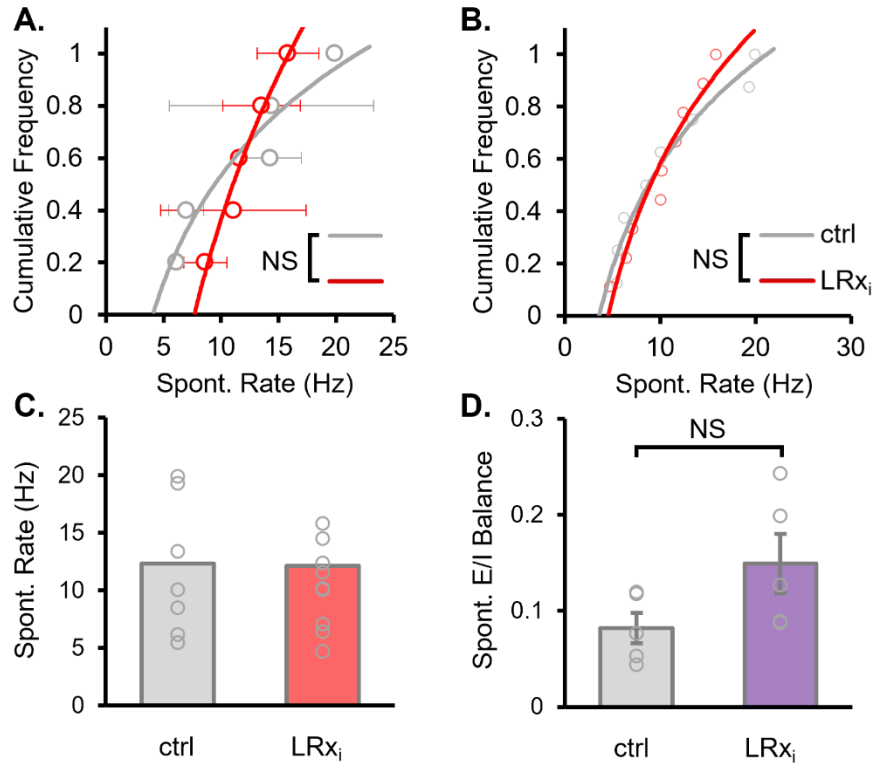 A.
Cumulative Frequency
1
0.8
0.6
0.4
0.2
0
NS
0 5 10 15 20 25
Spont. Rate (Hz)
B.
Cumulative Frequency
1
0.8
0.6
0.4
0.2
0
NS
ctrl
LRxᵢ
0 10 20 30
Spont. Rate (Hz)
C.
Spont. Rate (Hz)
25
20
15
10
5
0
ctrl LRxᵢ
D.
Spont. E/I Balance
0.3
0.2
0.1
0
NS
ctrl LRxᵢ